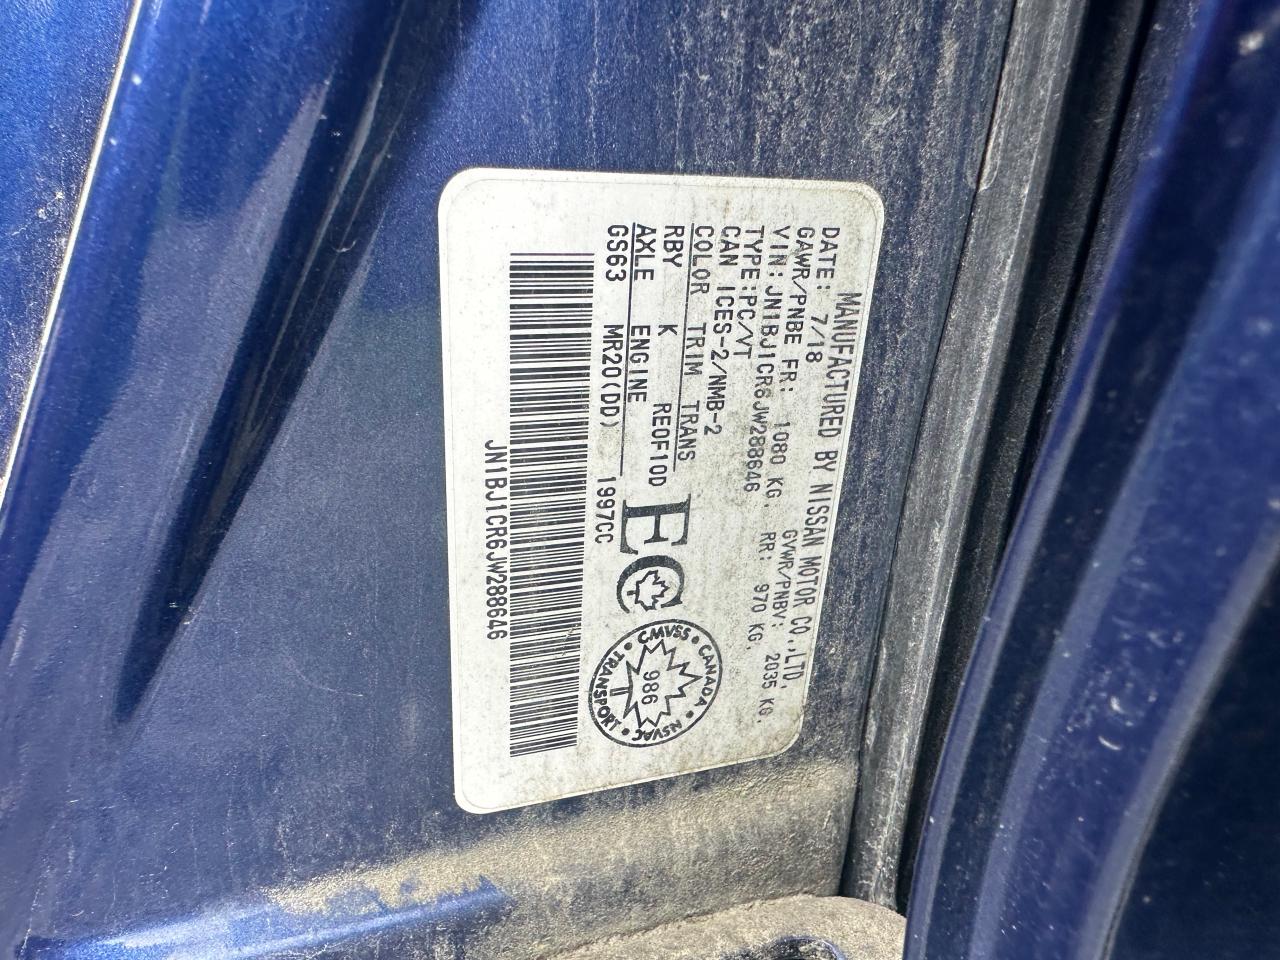 MANUFACTURED BY NISSAN MOTOR CO.,LTD.
DATE: 7/18 GVWR/PNBV: 2035 KG.
GAWR/PNBE FR: 1080 KG. RR: 970 KG.
VIN:JN1BJ1CR6JW288646
TYPE:PC/VT
CAN ICES-2/NMB-2
COLOR TRIM TRANS
RBY K RE0F10D
AXLE ENGINE
GS63 MR20(DD) 1997CC
EC
CMVSS • CANADA • NSVAC • TRANSPORT •
986
JN1BJ1CR6JW288646